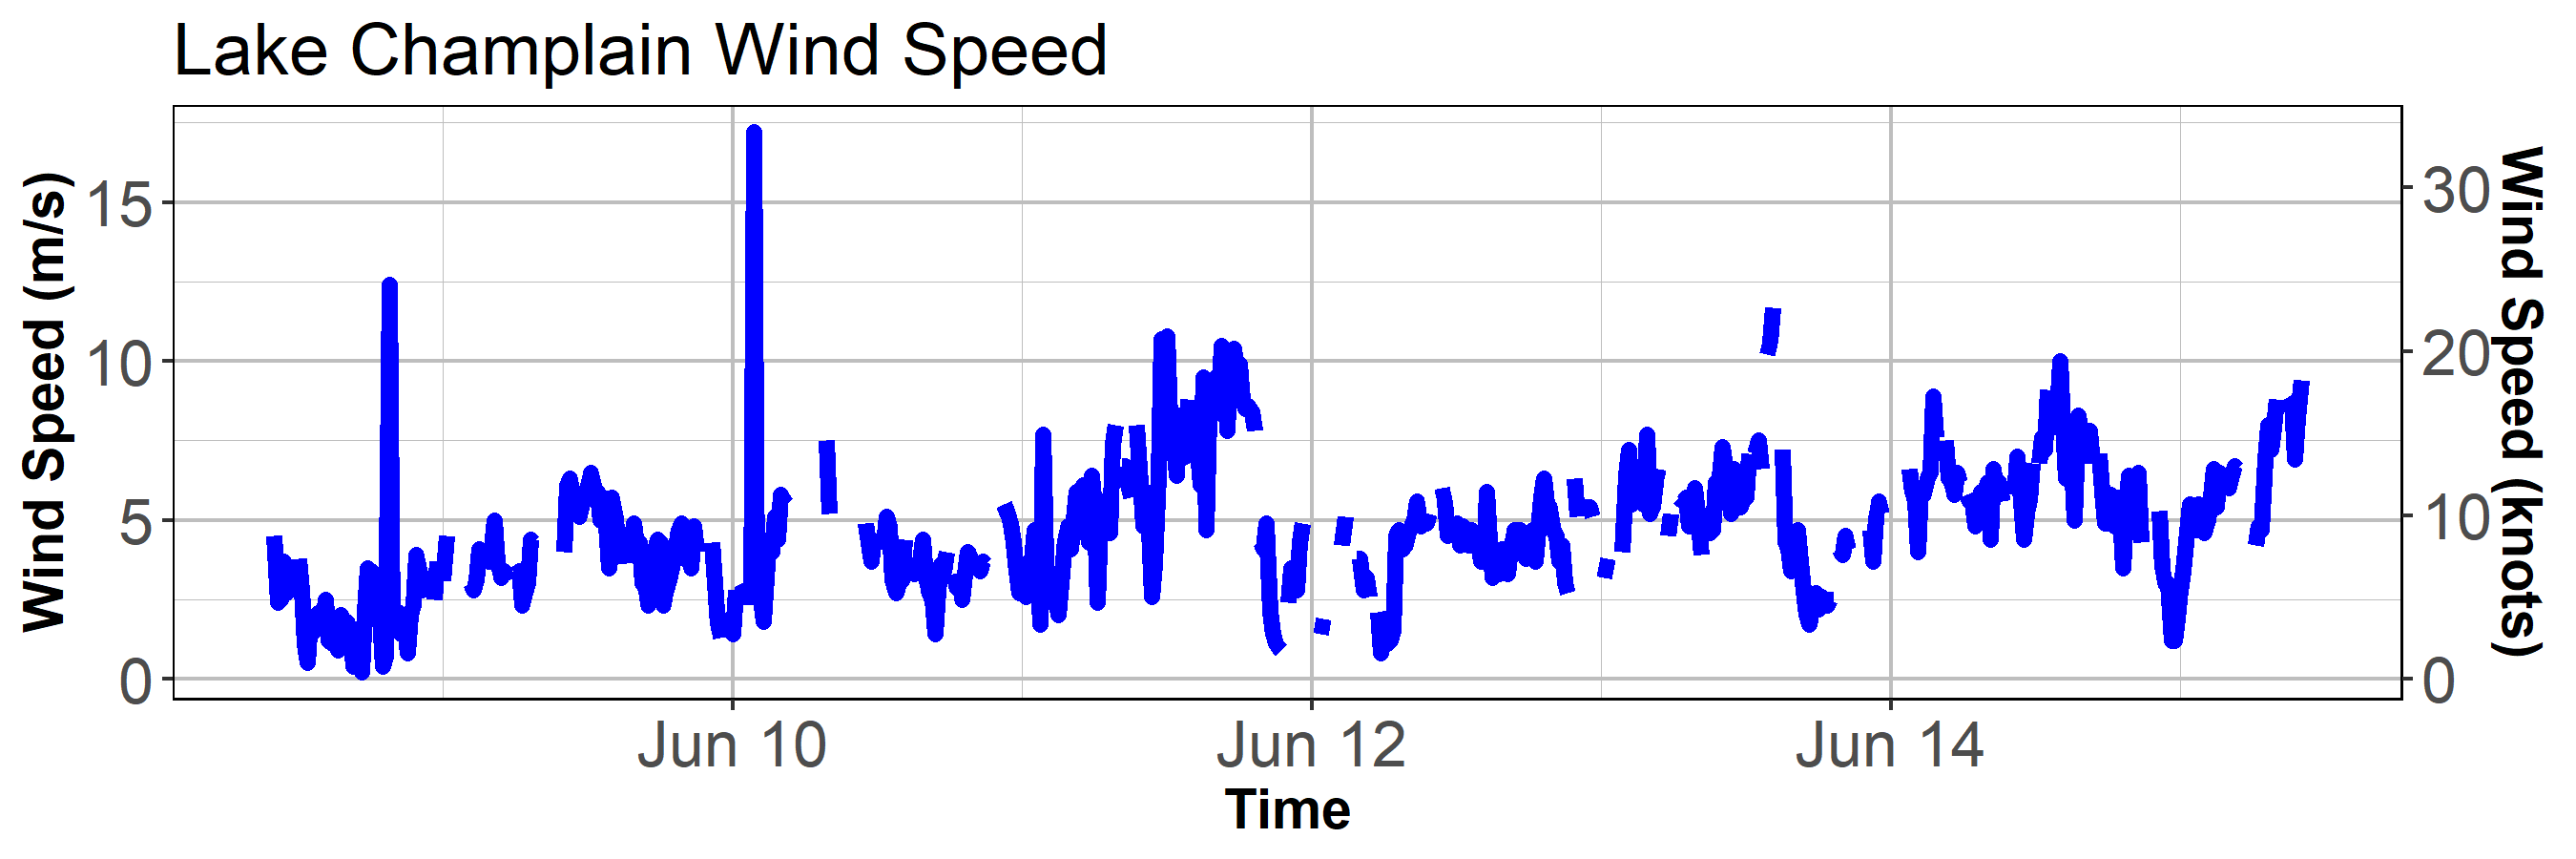 Lake Champlain Wind Speed
Wind Speed (m/s)
15
10
5
0
30
20
10
0
Wind Speed (knots)
Jun 10
Jun 12
Jun 14
Time